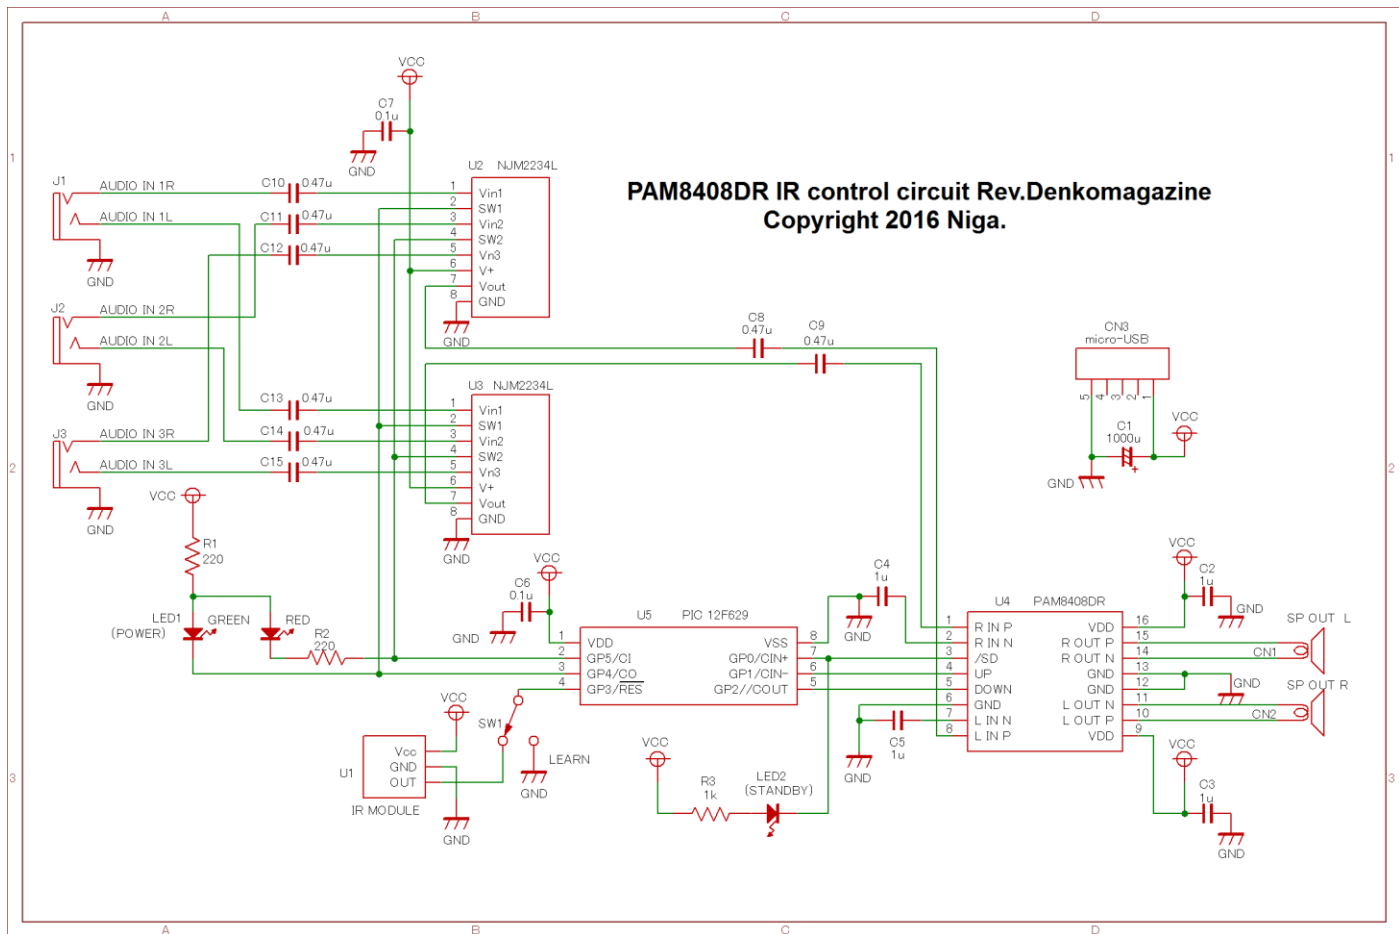 A B C D
1 1
2 2
3 3
A B C D
PAM8408DR IR control circuit Rev.Denkomagazine
Copyright 2016 Niga.
VCC
C7
0.1u
GND
J1
AUDIO IN 1R
AUDIO IN 1L
GND
J2
AUDIO IN 2R
AUDIO IN 2L
GND
J3
AUDIO IN 3R
AUDIO IN 3L
GND
C10 0.47u
C11 0.47u
C12 0.47u
C13 0.47u
C14 0.47u
C15 0.47u
U2 NJM2234L
1 Vin1
2 SW1
3 Vin2
4 SW2
5 Vn3
6 V+
7 Vout
8 GND
GND
U3 NJM2234L
1 Vin1
2 SW1
3 Vin2
4 SW2
5 Vn3
6 V+
7 Vout
8 GND
GND
C8
0.47u
C9
0.47u
CN3
micro-USB
5 4 3 2 1
VCC
C1
1000u
+
GND
VCC
R1
220
LED1
(POWER)
GREEN
RED
R2
220
VCC
C6
0.1u
GND
U5 PIC 12F629
1 VDD VSS 8
2 GP5/CI GP0/CIN+ 7
3 GP4/CO GP1/CIN- 6
4 GP3/RES GP2//COUT 5
C4
1u
GND
C5
1u
GND
U4 PAM8408DR
1 R IN P VDD 16
2 R IN N R OUT P 15
3 /SD R OUT N 14
4 UP GND 13
5 DOWN GND 12
6 GND L OUT N 11
7 L IN N L OUT P 10
8 L IN P VDD 9
VCC
C2
1u
GND
SP OUT L
CN1
GND
SP OUT R
CN2
VCC
C3
1u
GND
VCC
SW1
LEARN
GND
U1
Vcc
GND
OUT
IR MODULE
GND
VCC
R3
1k
LED2
(STANDBY)